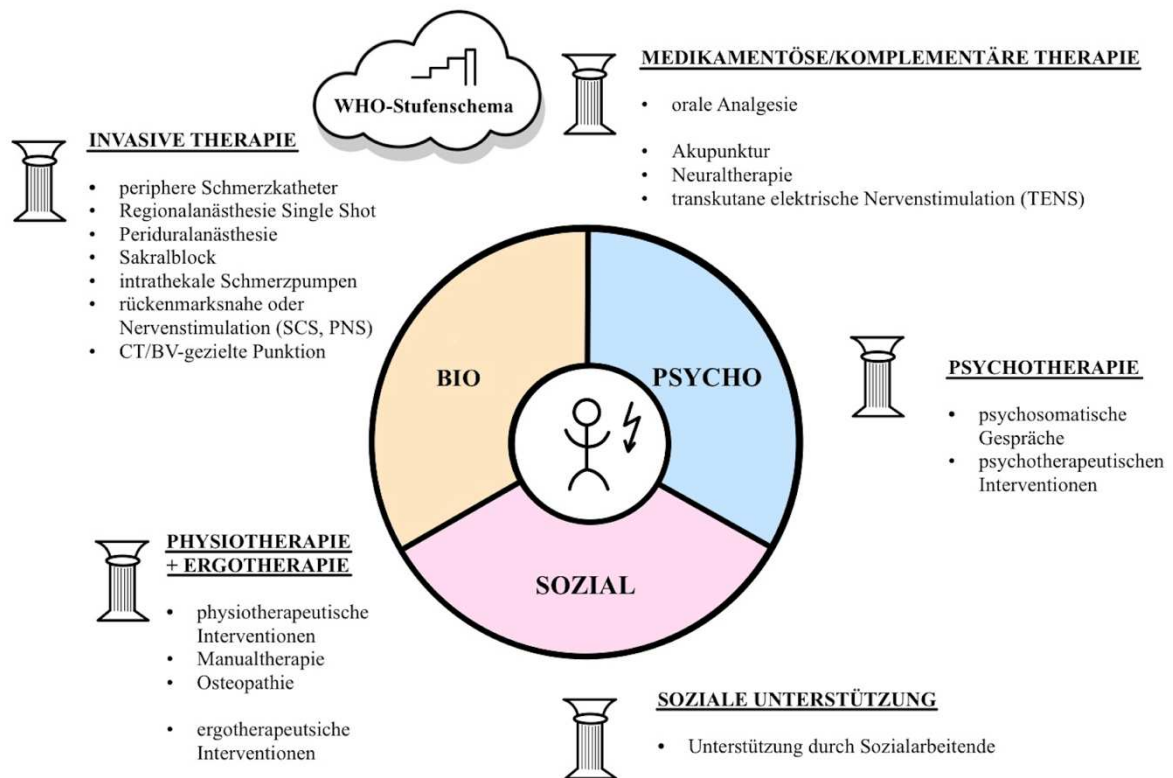 WHO-Stufenschema
MEDIKAMENTÖSE/KOMPLEMENTÄRE THERAPIE
• orale Analgesie
• Akupunktur
• Neuraltherapie
• transkutane elektrische Nervenstimulation (TENS)
INVASIVE THERAPIE
• periphere Schmerzkatheter
• Regionalanästhesie Single Shot
• Periduralanästhesie
• Sakralblock
• intrathekale Schmerzpumpen
• rückenmarksnahe oder
Nervenstimulation (SCS, PNS)
• CT/BV-gezielte Punktion
BIO
PSYCHO
SOZIAL
PSYCHOTHERAPIE
• psychosomatische
Gespräche
• psychotherapeutischen
Interventionen
PHYSIOTHERAPIE
+ ERGOTHERAPIE
• physiotherapeutische
Interventionen
• Manualtherapie
• Osteopathie
• ergotherapeutsiche
Interventionen
SOZIALE UNTERSTÜTZUNG
• Unterstützung durch Sozialarbeitende